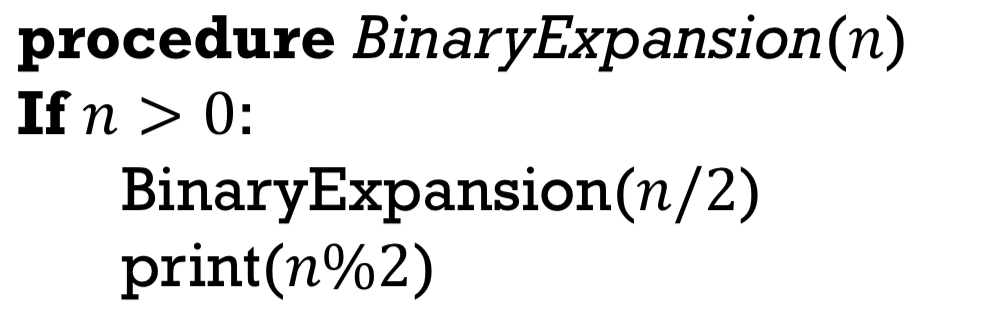 procedure BinaryExpansion(n)
If n > 0:
BinaryExpansion(n/2)
print(n%2)